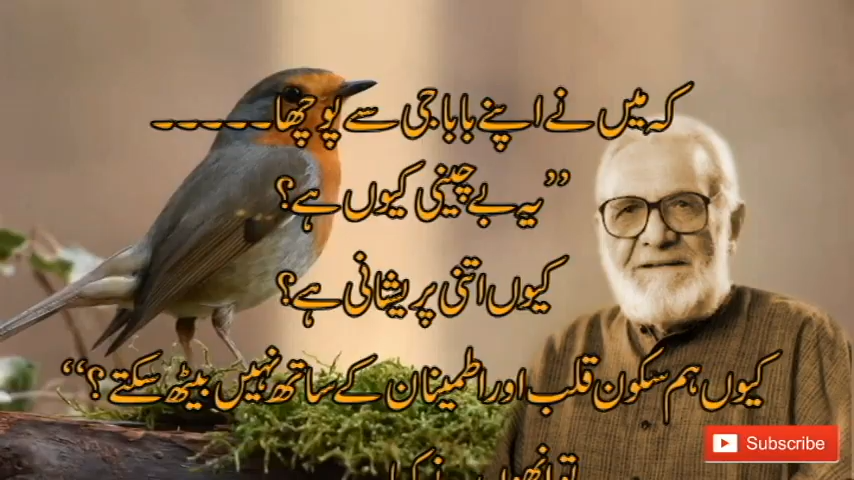 کہ میں نے اپنے بابا جی سے پوچھا۔۔۔۔۔
”یہ بے چینی کیوں ہے؟
کیوں اتنی پریشانی ہے؟
کیوں ہم سکون قلب اور اطمینان کے ساتھ نہیں بیٹھ سکتے؟“
Subscribe